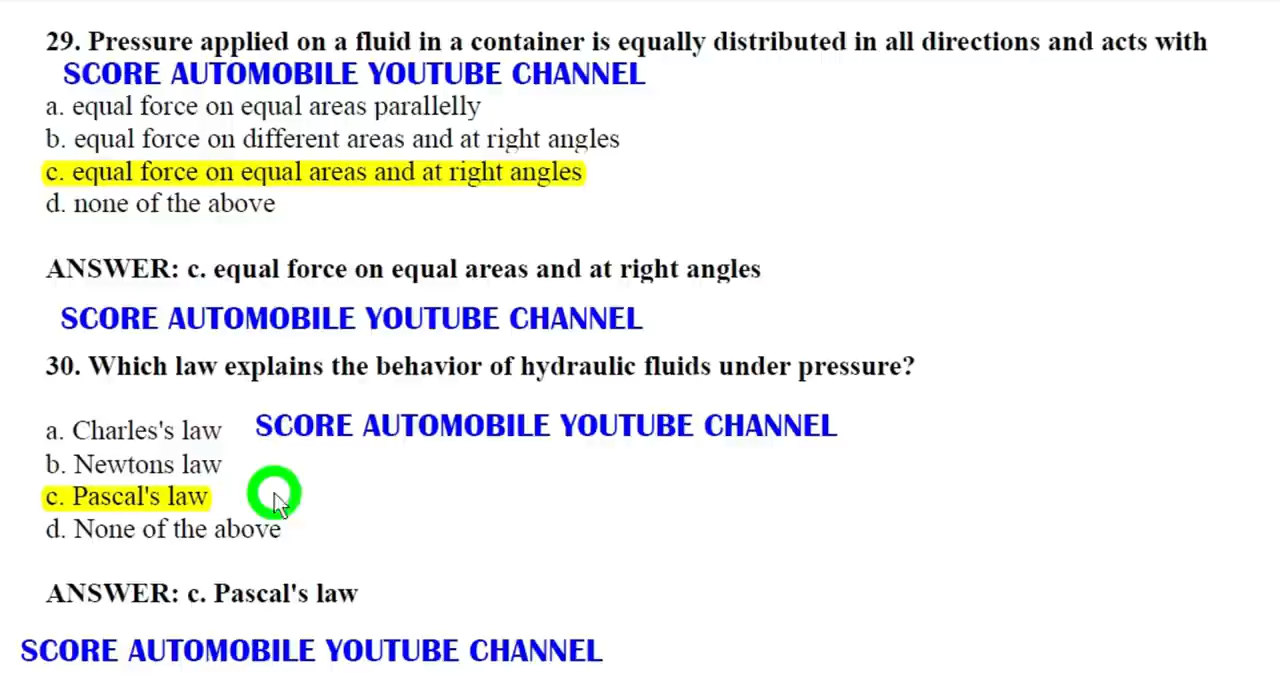 29. Pressure applied on a fluid in a container is equally distributed in all directions and acts with
SCORE AUTOMOBILE YOUTUBE CHANNEL
a. equal force on equal areas parallelly
b. equal force on different areas and at right angles
c. equal force on equal areas and at right angles
d. none of the above
ANSWER: c. equal force on equal areas and at right angles
SCORE AUTOMOBILE YOUTUBE CHANNEL
30. Which law explains the behavior of hydraulic fluids under pressure?
a. Charles's law SCORE AUTOMOBILE YOUTUBE CHANNEL
b. Newtons law
c. Pascal's law
d. None of the above
ANSWER: c. Pascal's law
SCORE AUTOMOBILE YOUTUBE CHANNEL